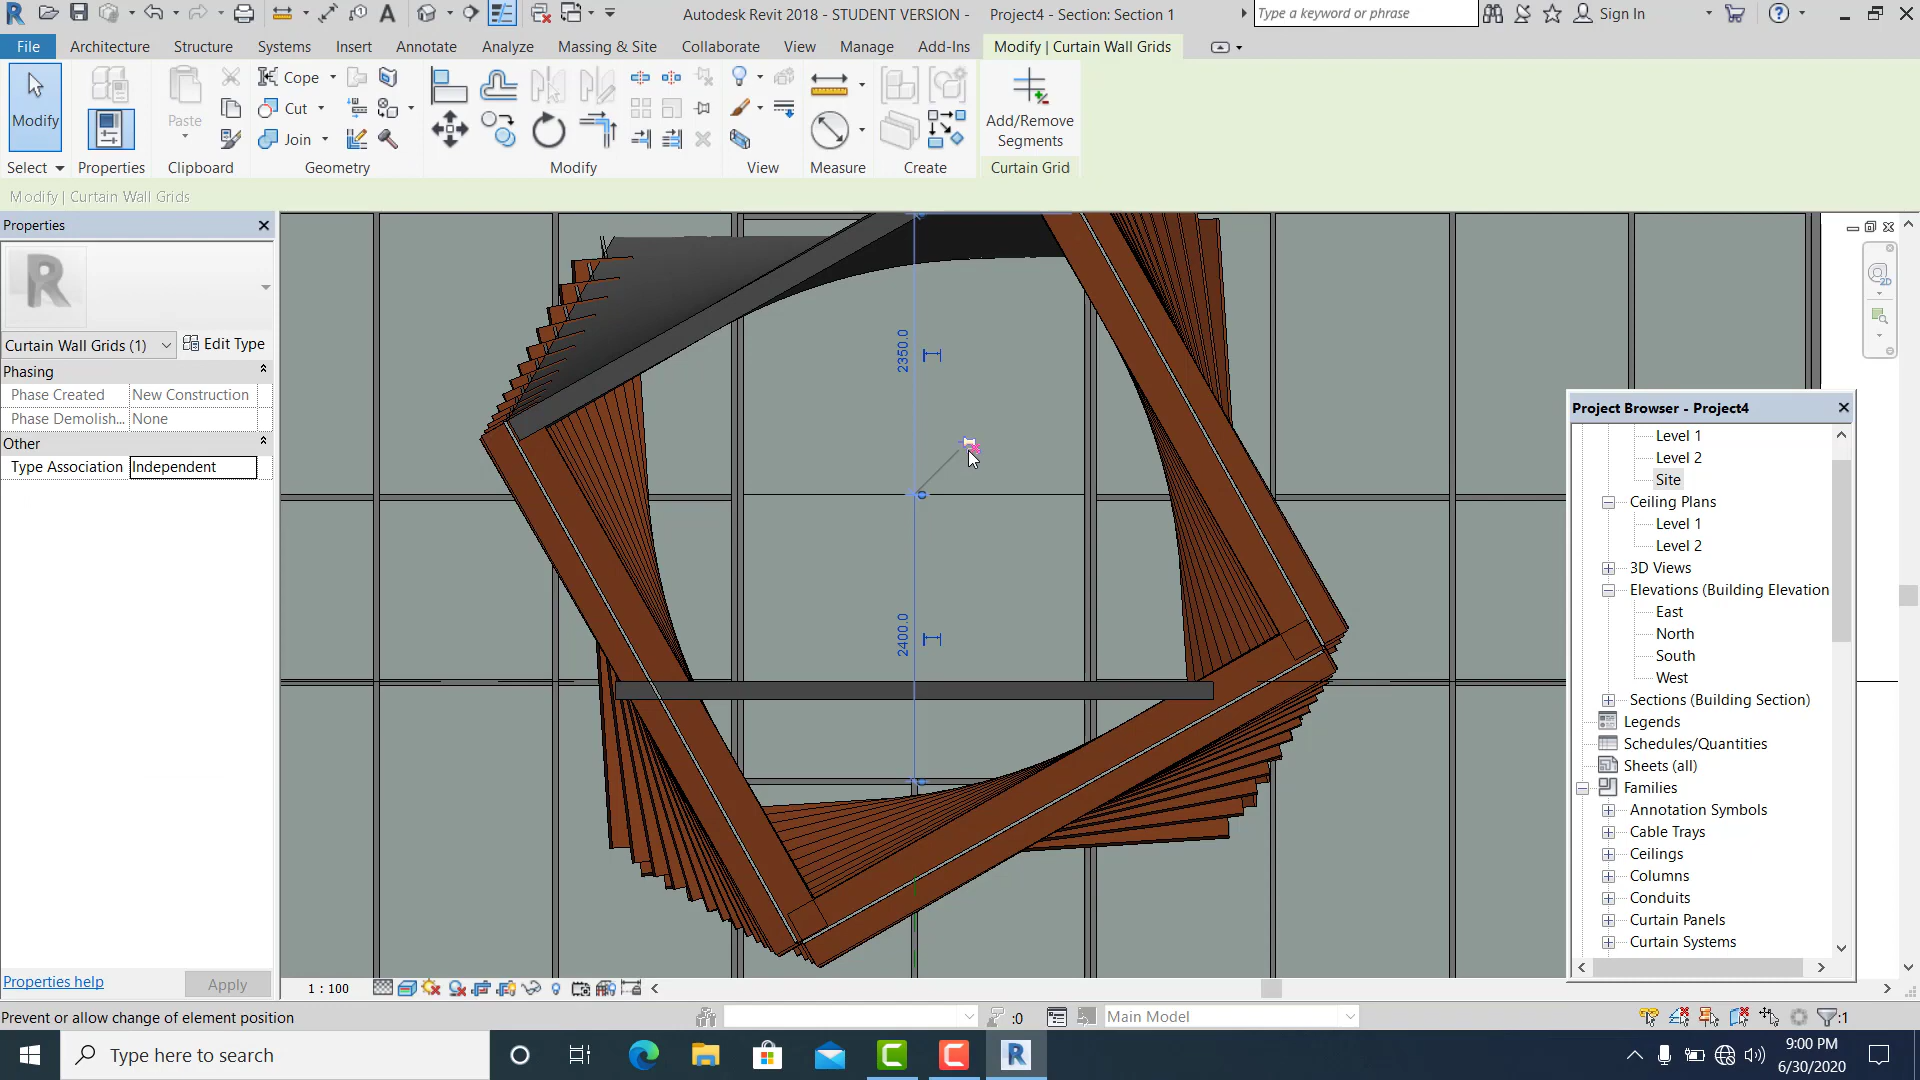 Autodesk Revit 2018 - STUDENT VERSION - Project4 - Section: Section 1
Type a keyword or phrase
Sign In
File Architecture Structure Systems Insert Annotate Analyze Massing & Site Collaborate View Manage Add-Ins Modify | Curtain Wall Grids
Modify
Paste
Cope
Cut
Join
Add/Remove
Segments
Select Properties Clipboard Geometry Modify View Measure Create Curtain Grid
Modify | Curtain Wall Grids
Properties
R
Curtain Wall Grids (1)
Edit Type
Phasing
Phase Created New Construction
Phase Demolish... None
Other
Type Association Independent
Properties help
Apply
2350.0
2400.0
2D
Project Browser - Project4
Level 1
Level 2
Site
Ceiling Plans
Level 1
Level 2
3D Views
Elevations (Building Elevation
East
North
South
West
Sections (Building Section)
Legends
Schedules/Quantities
Sheets (all)
Families
Annotation Symbols
Cable Trays
Ceilings
Columns
Conduits
Curtain Panels
Curtain Systems
1 : 100
Prevent or allow change of element position
:0
Main Model
:1
Type here to search
9:00 PM
6/30/2020